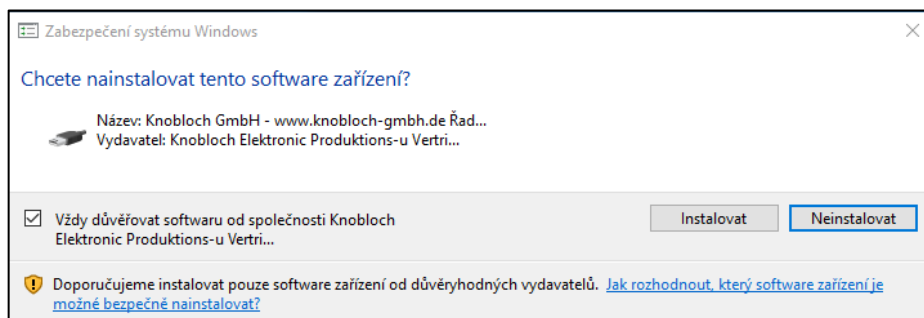 Zabezpečení systému Windows
Chcete nainstalovat tento software zařízení?
Název: Knobloch GmbH - www.knobloch-gmbh.de Řad...
Vydavatel: Knobloch Elektronic Produktions-u Vertri...
Vždy důvěřovat softwaru od společnosti Knobloch
Elektronic Produktions-u Vertri...
Instalovat
Neinstalovat
Doporučujeme instalovat pouze software zařízení od důvěryhodných vydavatelů. Jak rozhodnout, který software zařízení je
možné bezpečně nainstalovat?